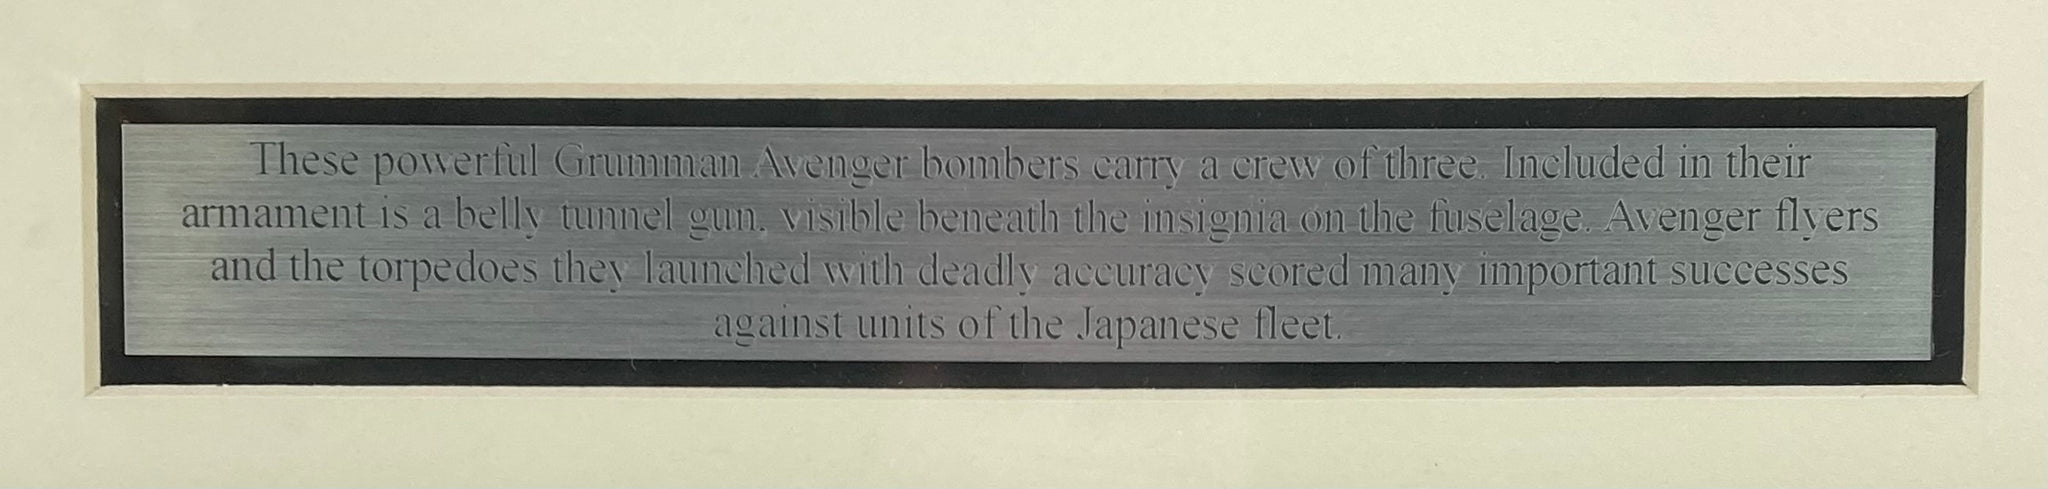 These powerful Grumman Avenger bombers carry a crew of three. Included in their
armament is a belly tunnel gun, visible beneath the insignia on the fuselage. Avenger flyers
and the torpedoes they launched with deadly accuracy scored many important successes
against units of the Japanese fleet.